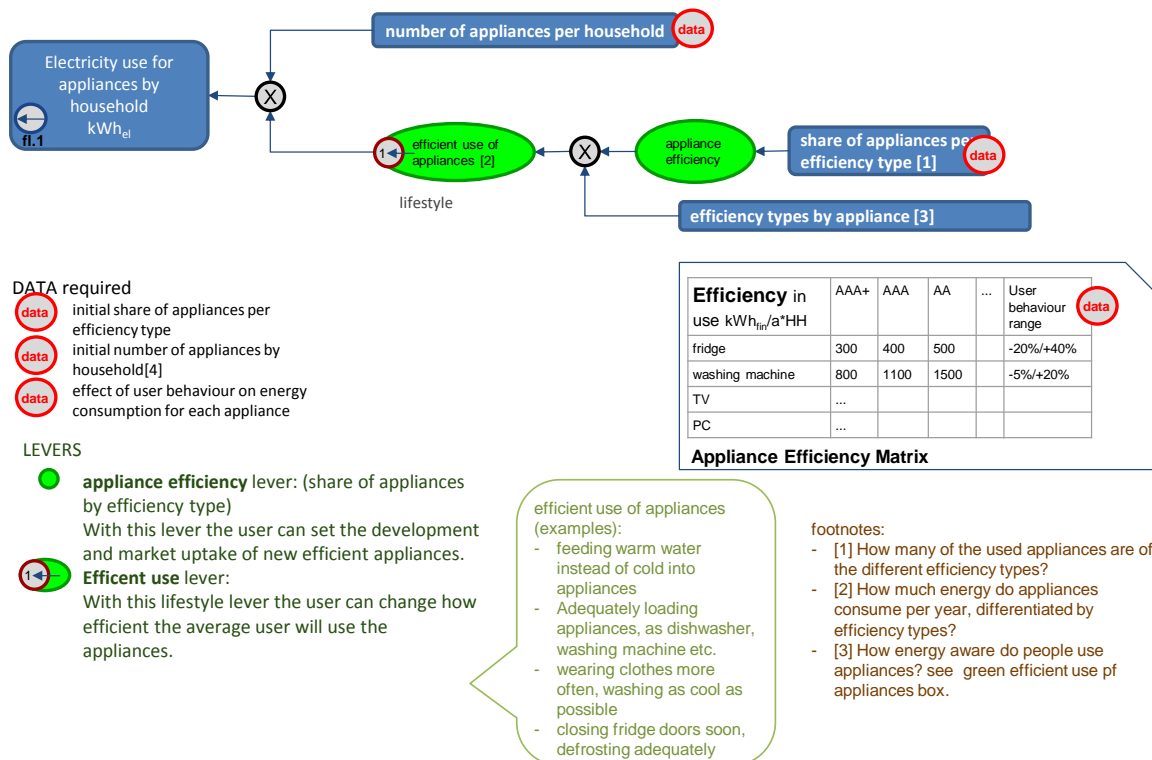 number of appliances per household
data
Electricity use for
appliances by
household
kWhel
fl.1
X
1
efficient use of
appliances [2]
lifestyle
X
appliance
efficiency
share of appliances per
efficiency type [1]
data
efficiency types by appliance [3]
DATA required
data
initial share of appliances per
efficiency type
data
initial number of appliances by
household[4]
data
effect of user behaviour on energy
consumption for each appliance
Efficiency in
use kWhfin/a*HH
AAA+
AAA
AA
...
User
behaviour
range
data
fridge
300
400
500
-20%/+40%
washing machine
800
1100
1500
-5%/+20%
TV
...
PC
...
Appliance Efficiency Matrix
LEVERS
appliance efficiency lever: (share of appliances
by efficiency type)
With this lever the user can set the development
and market uptake of new efficient appliances.
1
Efficent use lever:
With this lifestyle lever the user can change how
efficient the average user will use the
appliances.
efficient use of appliances
(examples):
- feeding warm water
instead of cold into
appliances
- Adequately loading
appliances, as dishwasher,
washing machine etc.
- wearing clothes more
often, washing as cool as
possible
- closing fridge doors soon,
defrosting adequately
footnotes:
- [1] How many of the used appliances are of
the different efficiency types?
- [2] How much energy do appliances
consume per year, differentiated by
efficiency types?
- [3] How energy aware do people use
appliances? see green efficient use pf
appliances box.